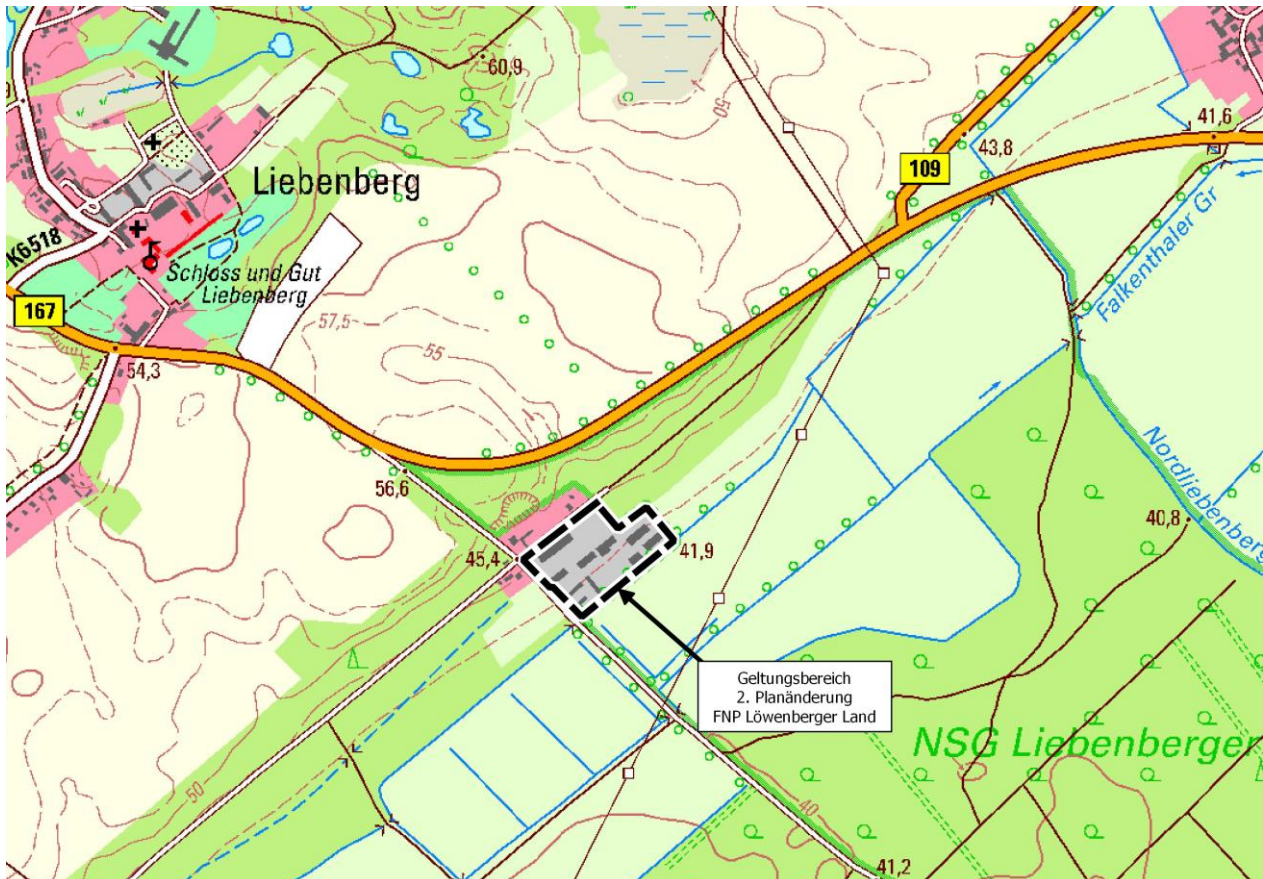 60,9
50
41,6
43,8
109
Liebenberg
K6518
Schloss und Gut
Liebenberg
Falkenthaler Gr
167
57,5
55
54,3
56,6
Nordliebenberg
40,8
45,4
41,9
Geltungsbereich
2. Planänderung
FNP Löwenberger Land
NSG Liebenberger
50
40
41,2